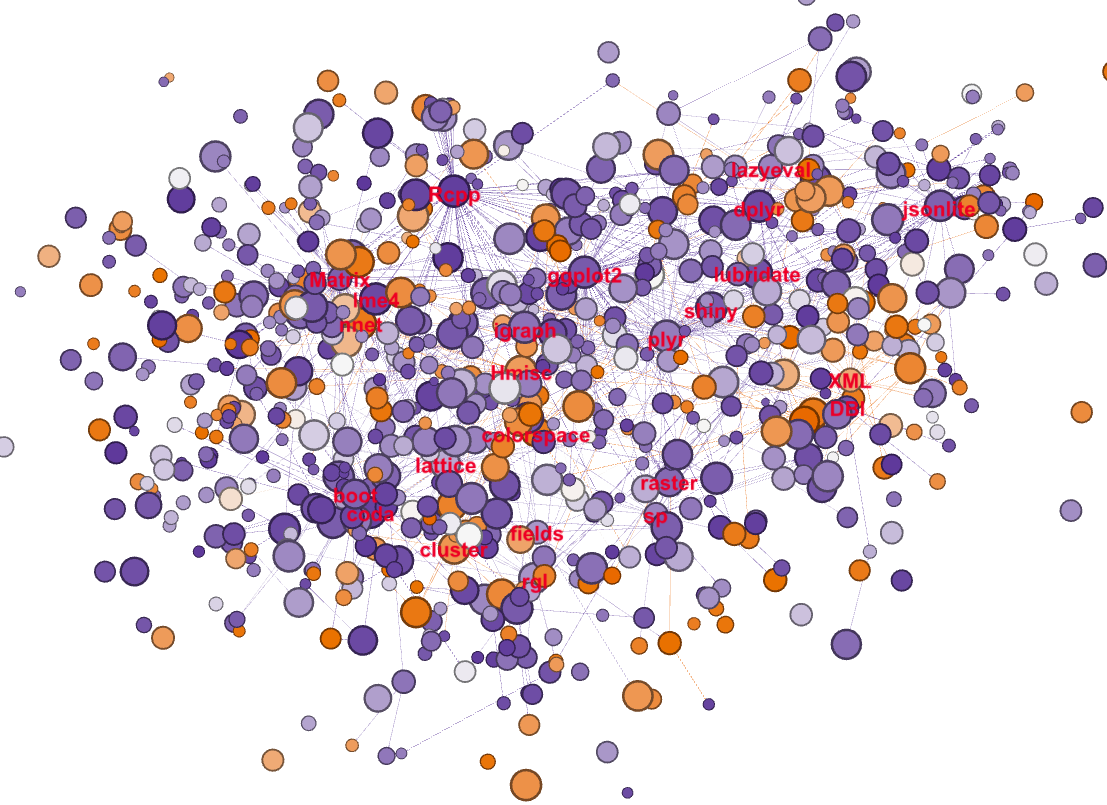 lazyeval
Rcpp
dplyr
jsonlite
Matrix
ggplot2
lubridate
lme4
shiny
nnet
igraph
plyr
Hmisc
XML
DBI
colorspace
lattice
raster
boot
coda
sp
fields
cluster
rgl